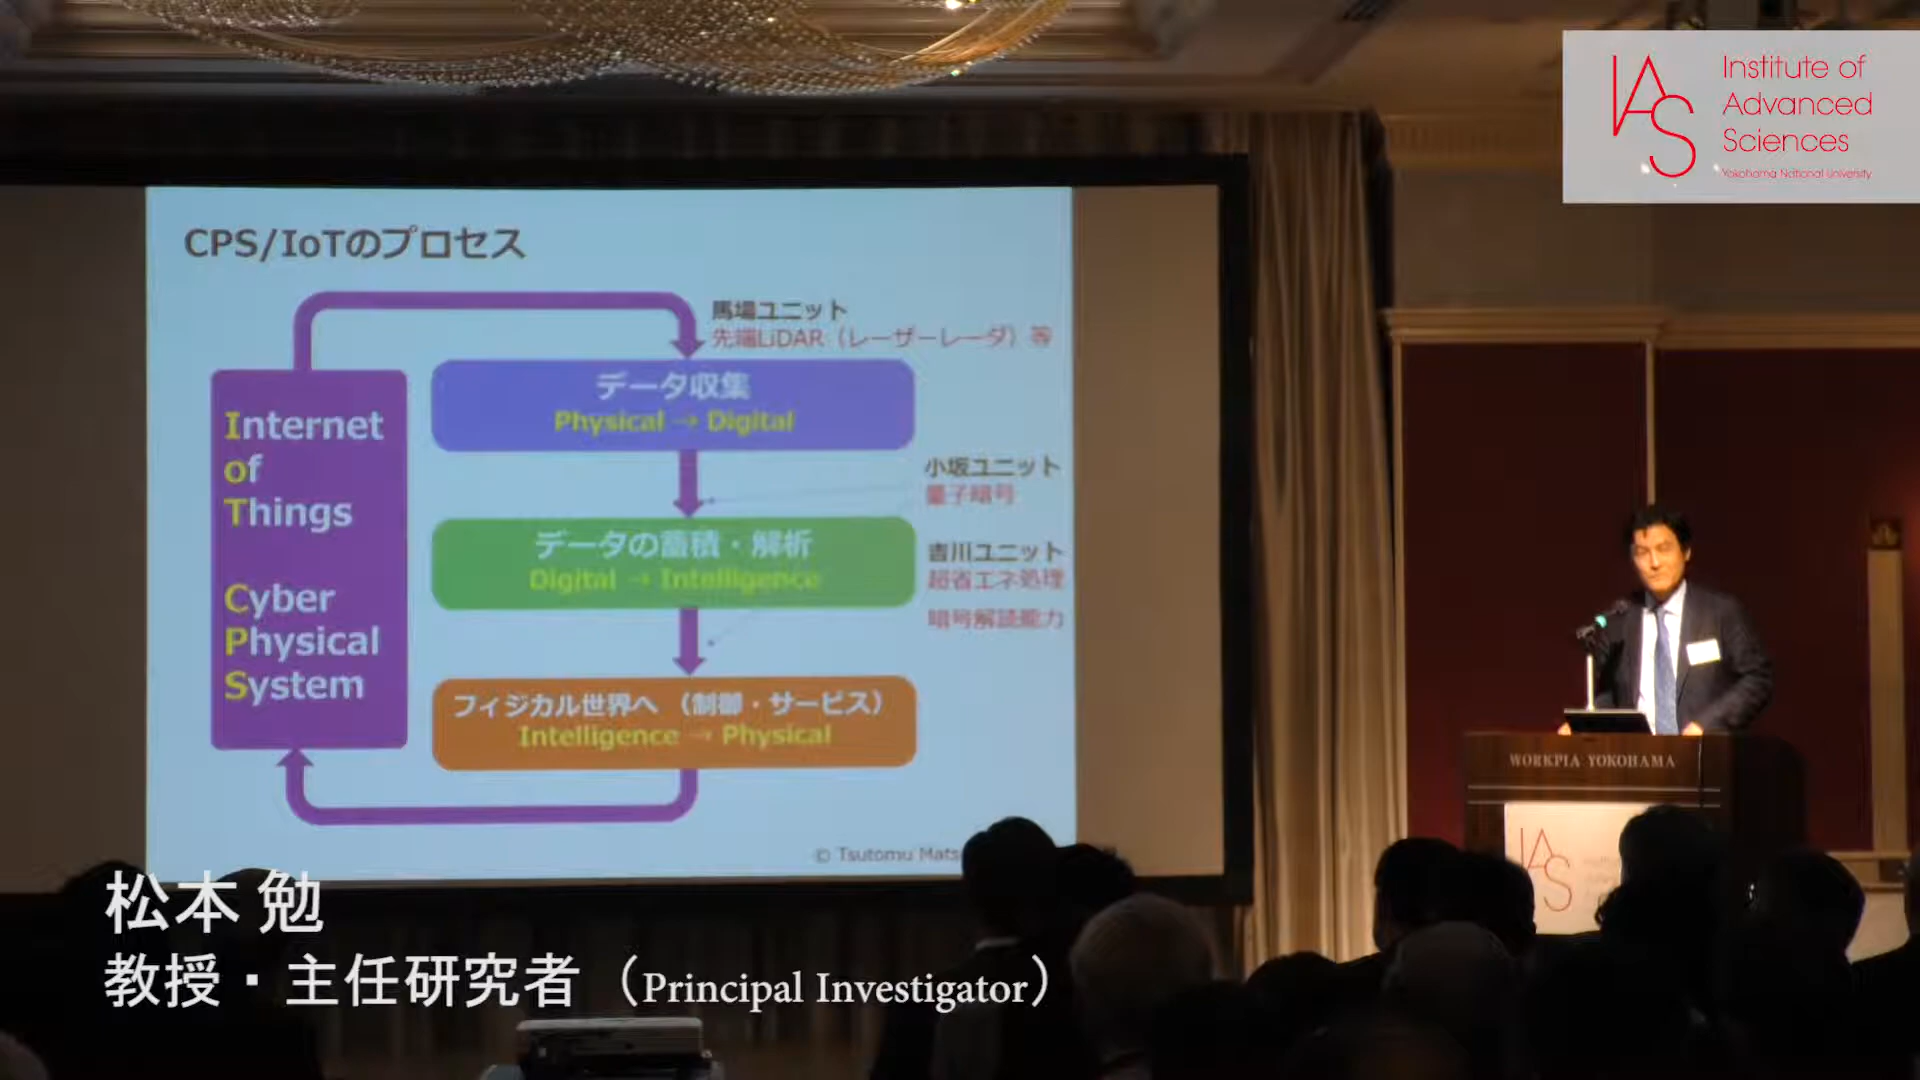 Institute of
Advanced
Sciences
Yokohama National University
IAS
CPS/IoTのプロセス
馬場ユニット
先端LiDAR（レーザーレーダ）等
データ収集
Physical → Digital
Internet
of
Things
Cyber
Physical
System
小坂ユニット
量子暗号
データの蓄積・解析
Digital → Intelligence
吉川ユニット
超省エネ処理
暗号解読能力
フィジカル世界へ（制御・サービス）
Intelligence → Physical
© Tsutomu
WORKPIA YOKOHAMA
IAS
松本 勉
教授・主任研究者（Principal Investigator）